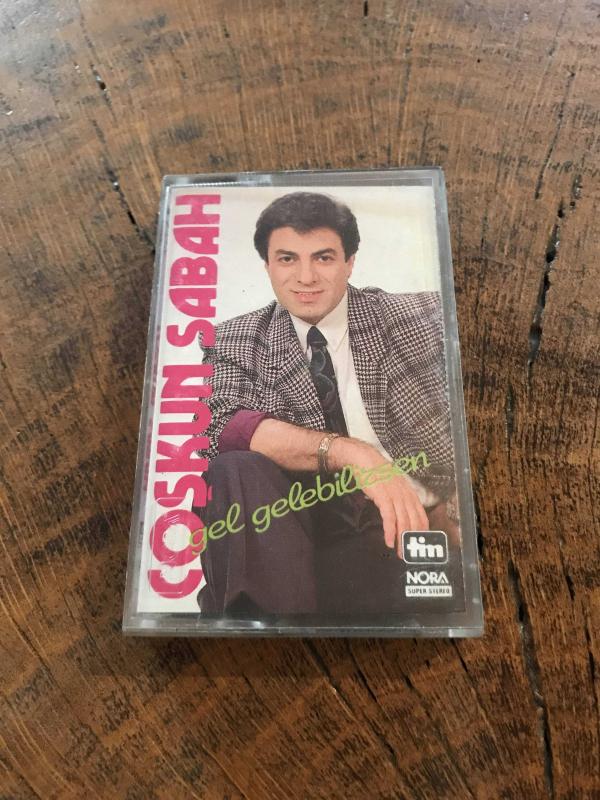 COŞKUN SABAH
gel gelebilirsen
tim
NORA
SUPER STEREO